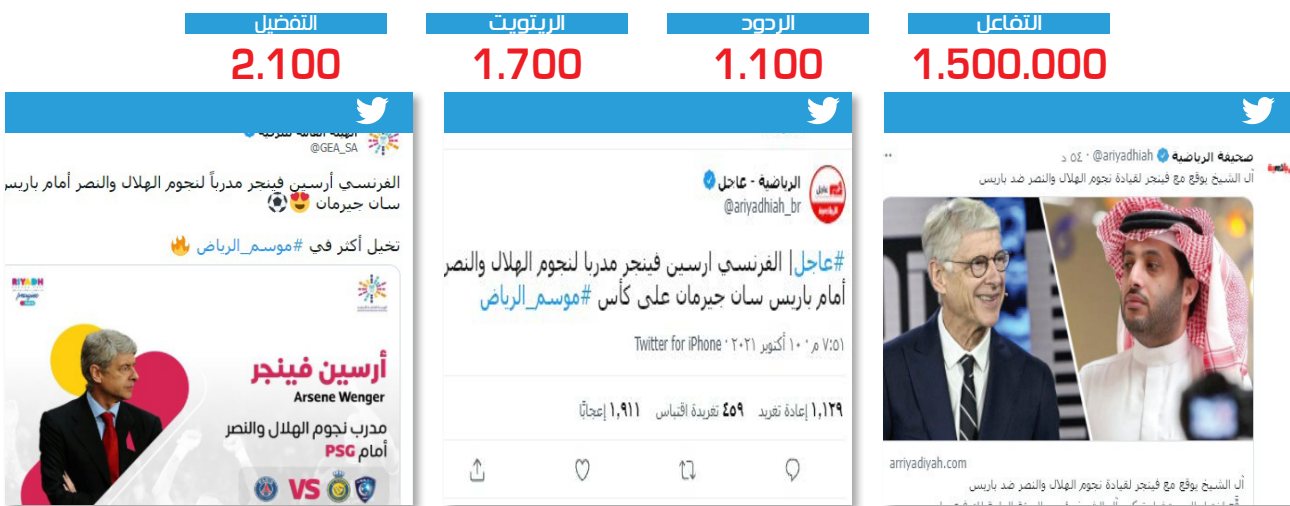 التفاعل
1.500.000
الردود
1.100
الريتويت
1.700
التفضيل
2.100
صحيفة الرياضية @ariyadhiah · ٥٤ د
آل الشيخ يوقع مع فينجر لقيادة نجوم الهلال والنصر ضد باريس
arriyadiyah.com
آل الشيخ يوقع مع فينجر لقيادة نجوم الهلال والنصر ضد باريس
الرياضية - عاجل
@ariyadhiah_br
#عاجل| الفرنسي ارسين فينجر مدربا لنجوم الهلال والنصر
أمام باريس سان جيرمان على كأس #موسم_الرياض
٧:٥١ م · ١٠ أكتوبر ٢٠٢١ · Twitter for iPhone
١,١٢٩ إعادة تغريد ٤٥٩ تغريدة اقتباس ١,٩١١ إعجابًا
@GEA_SA
الفرنسي أرسين فينجر مدرباً لنجوم الهلال والنصر أمام باريس
سان جيرمان 😍⚽
تخيل أكثر في #موسم_الرياض 🔥
RIYADH
أرسين فينجر
Arsene Wenger
مدرب نجوم الهلال والنصر
أمام PSG
VS